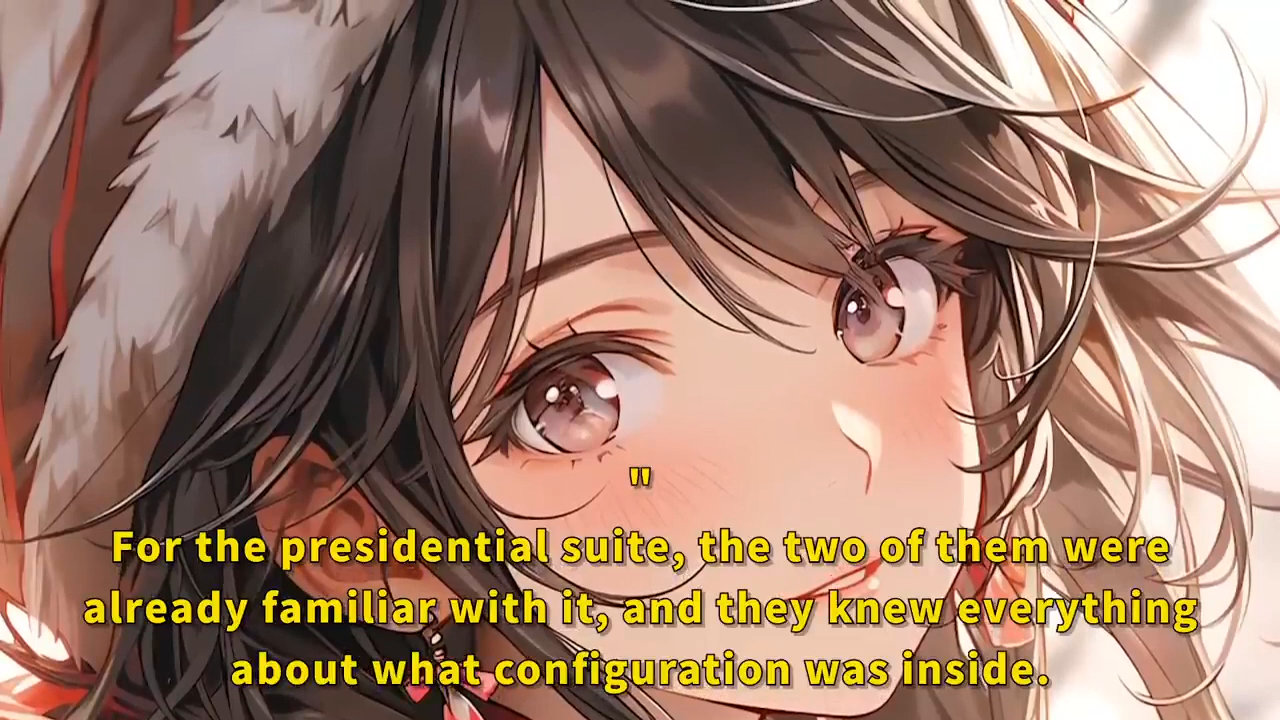 "
For the presidential suite, the two of them were
already familiar with it, and they knew everything
about what configuration was inside.